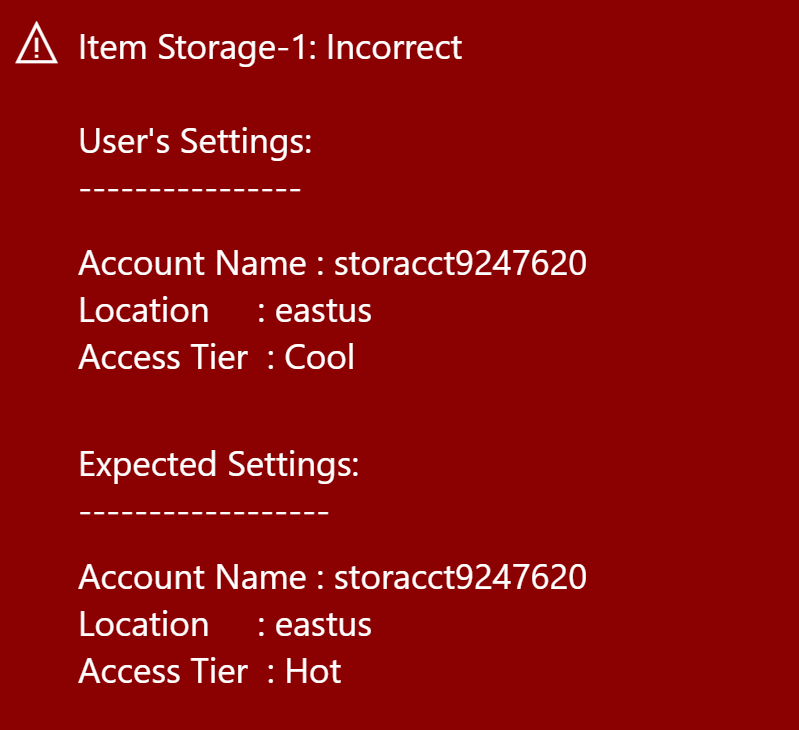 Item Storage-1: Incorrect
User's Settings:
----------------
Account Name : storacct9247620
Location : eastus
Access Tier : Cool
Expected Settings:
------------------
Account Name : storacct9247620
Location : eastus
Access Tier : Hot